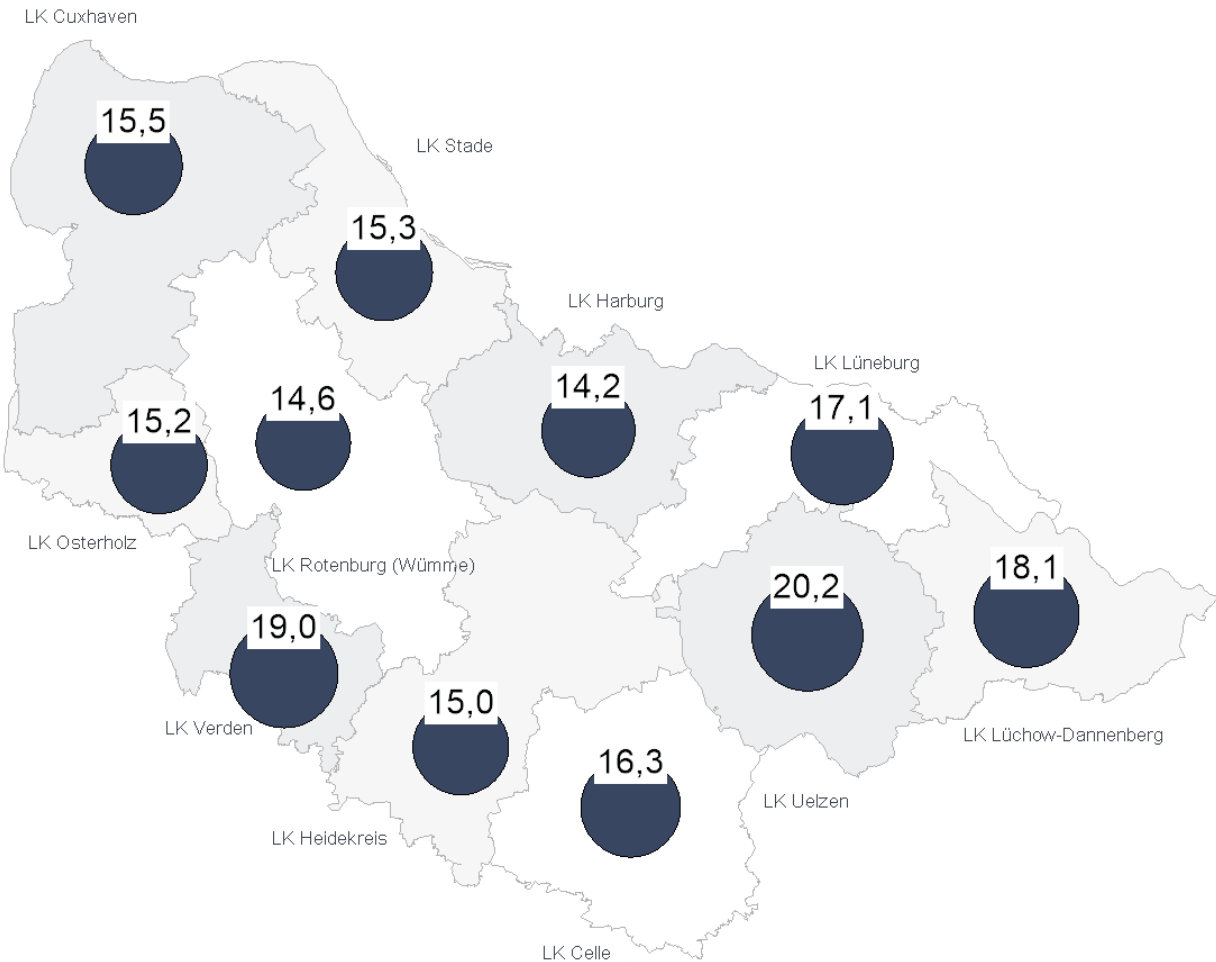 LK Cuxhaven
15,5
LK Stade
15,3
LK Harburg
LK Lüneburg
14,2
14,6
17,1
15,2
LK Osterholz
LK Rotenburg (Wümme)
18,1
20,2
19,0
15,0
LK Verden
LK Lüchow-Dannenberg
16,3
LK Uelzen
LK Heidekreis
LK Celle